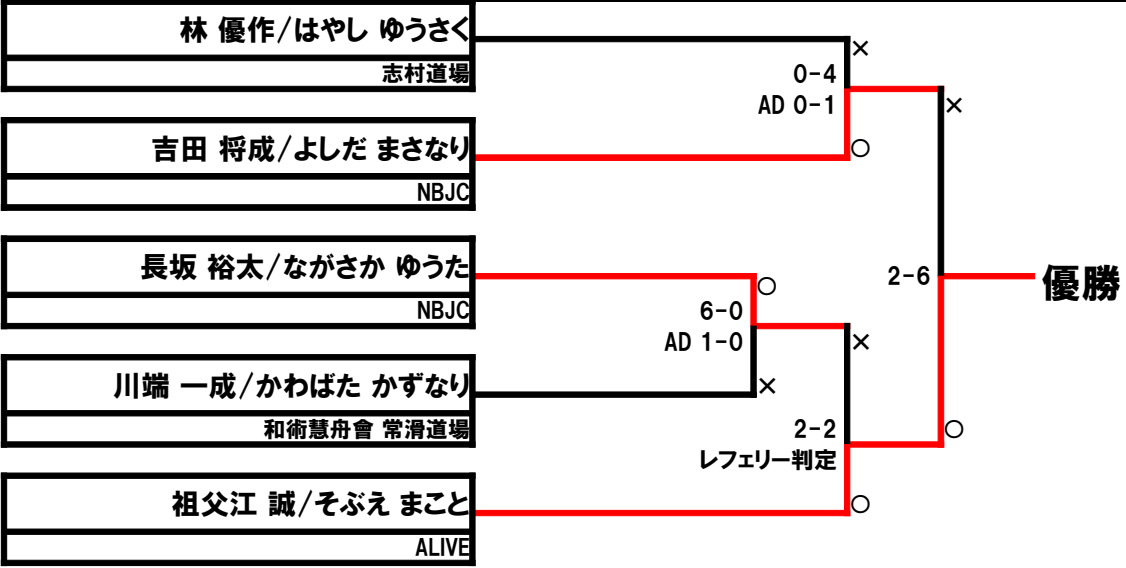 林 優作/はやし ゆうさく
志村道場
×
0-4
AD 0-1
×
吉田 将成/よしだ まさなり
○
NBJC
長坂 裕太/ながさか ゆうた
○
2-6
優勝
NBJC
6-0
AD 1-0
×
川端 一成/かわばた かずなり
×
和術慧舟會 常滑道場
2-2
○
レフェリー判定
祖父江 誠/そぶえ まこと
○
ALIVE